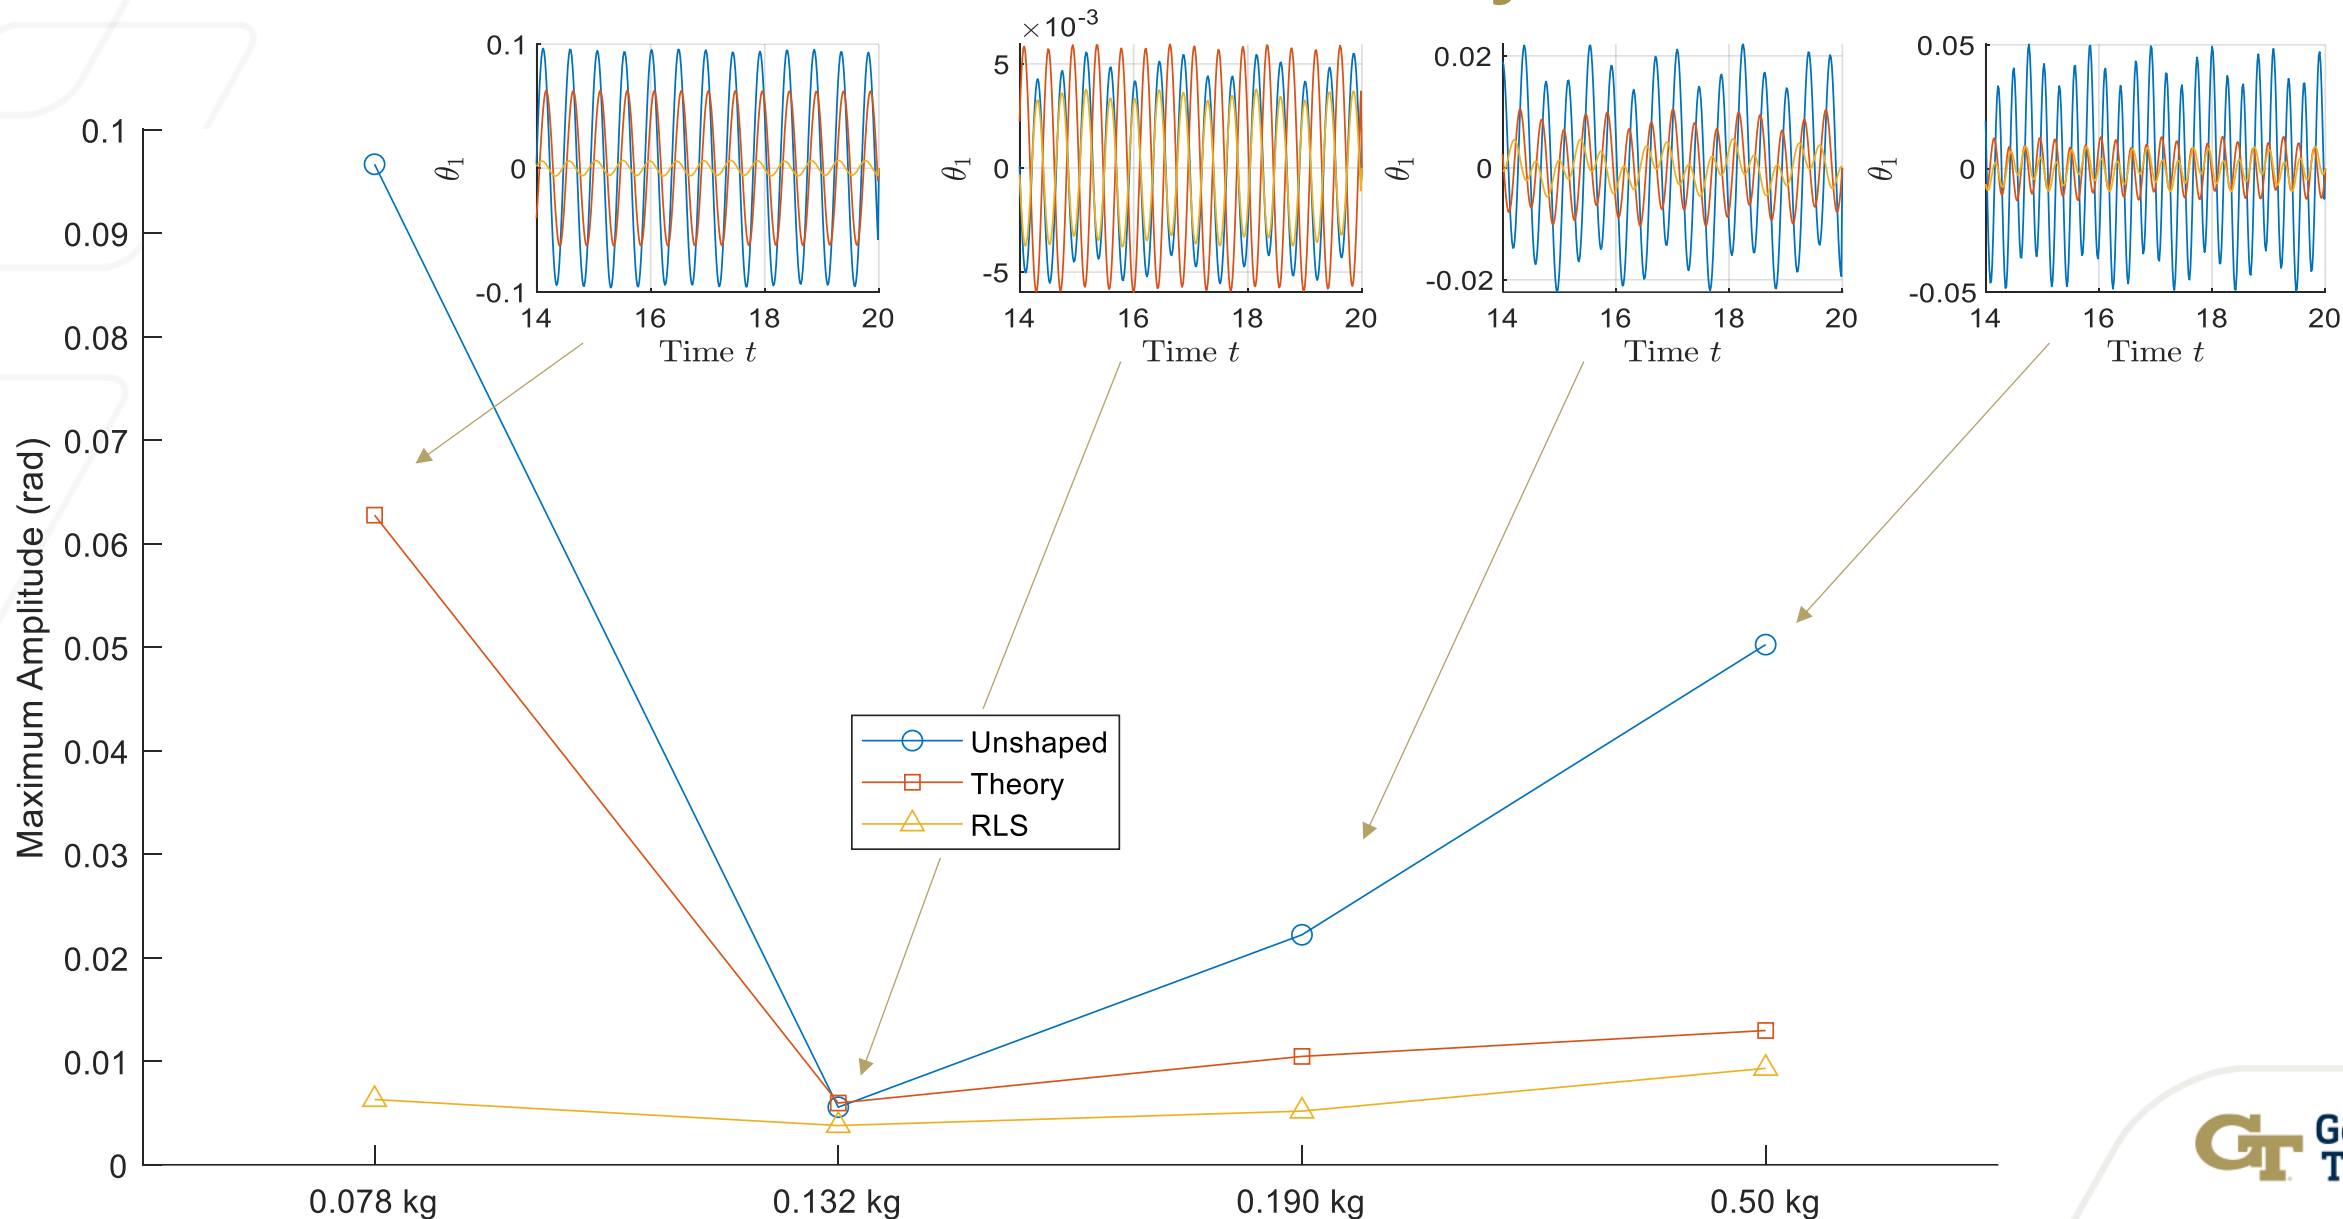 0.1
0
-0.1
14 16 18 20
θ1
Time t
×10-3
5
0
-5
14 16 18 20
θ1
Time t
0.02
0
-0.02
14 16 18 20
θ1
Time t
0.05
0
-0.05
14 16 18 20
θ1
Time t
Maximum Amplitude (rad)
0.1
0.09
0.08
0.07
0.06
0.05
0.04
0.03
0.02
0.01
0
Unshaped
Theory
RLS
0.078 kg 0.132 kg 0.190 kg 0.50 kg
GT